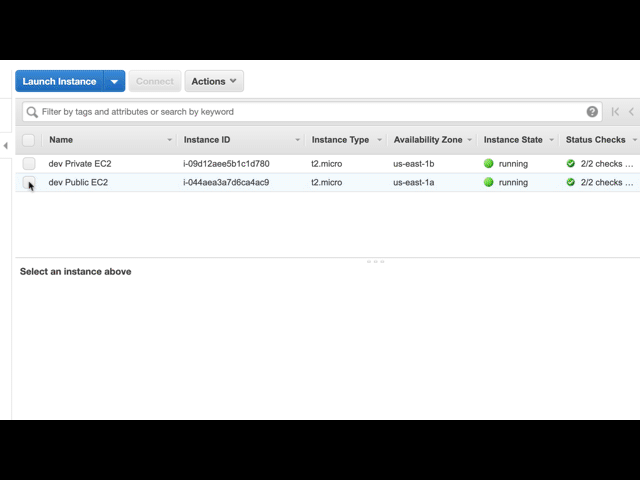 Launch Instance Connect Actions
Filter by tags and attributes or search by keyword
Name Instance ID Instance Type Availability Zone Instance State Status Checks
dev Private EC2 i-09d12aee5b1c1d780 t2.micro us-east-1b running 2/2 checks ...
dev Public EC2 i-044aea3a7d6ca4ac9 t2.micro us-east-1a running 2/2 checks ...
Select an instance above